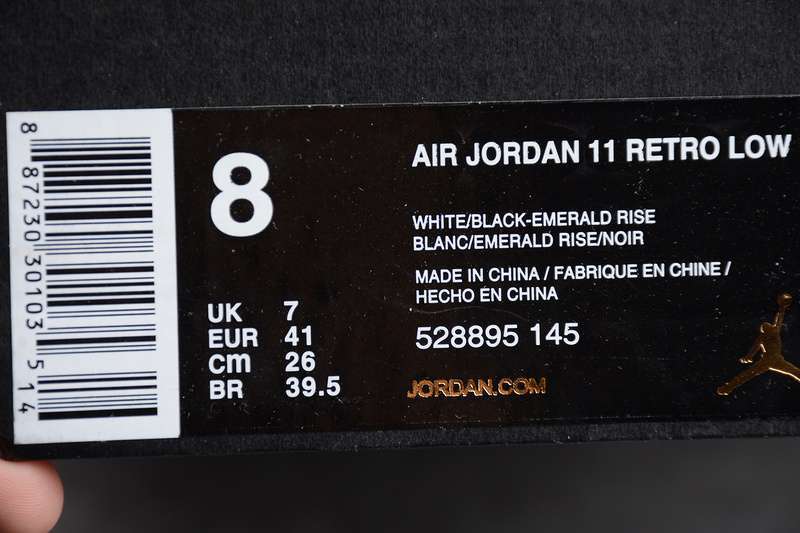 8 87230 30103 5 14
8
UK 7
EUR 41
cm 26
BR 39.5
AIR JORDAN 11 RETRO LOW
WHITE/BLACK-EMERALD RISE
BLANC/EMERALD RISE/NOIR
MADE IN CHINA / FABRIQUE EN CHINE /
HECHO EN CHINA
528895 145
JORDAN.COM